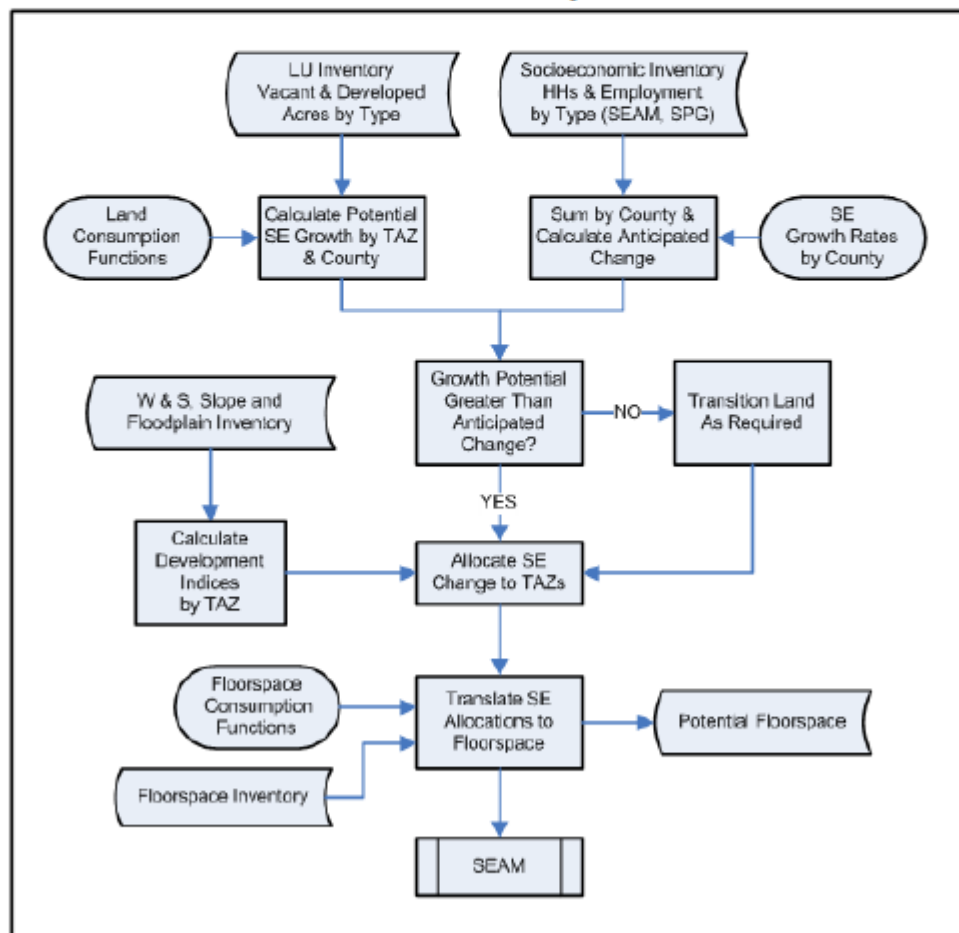 LU Inventory
Vacant & Developed
Acres by Type
Socioeconomic Inventory
HHs & Employment
by Type (SEAM, SPG)
Land
Consumption
Functions
Calculate Potential
SE Growth by TAZ
& County
Sum by County &
Calculate Anticipated
Change
SE
Growth Rates
by County
W & S, Slope and
Floodplain Inventory
Growth Potential
Greater Than
Anticipated
Change?
NO
Transition Land
As Required
YES
Calculate
Development
Indices
by TAZ
Allocate SE
Change to TAZs
Floorspace
Consumption
Functions
Translate SE
Allocations to
Floorspace
Potential Floorspace
Floorspace Inventory
SEAM